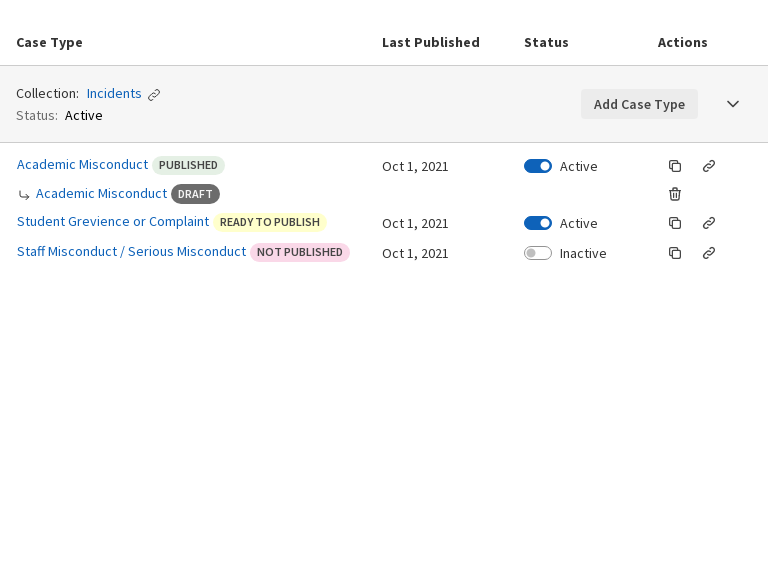 Case Type Last Published Status Actions
Collection: Incidents
Status: Active
Add Case Type
Academic Misconduct PUBLISHED Oct 1, 2021 Active
Academic Misconduct DRAFT
Student Grevience or Complaint READY TO PUBLISH Oct 1, 2021 Active
Staff Misconduct / Serious Misconduct NOT PUBLISHED Oct 1, 2021 Inactive